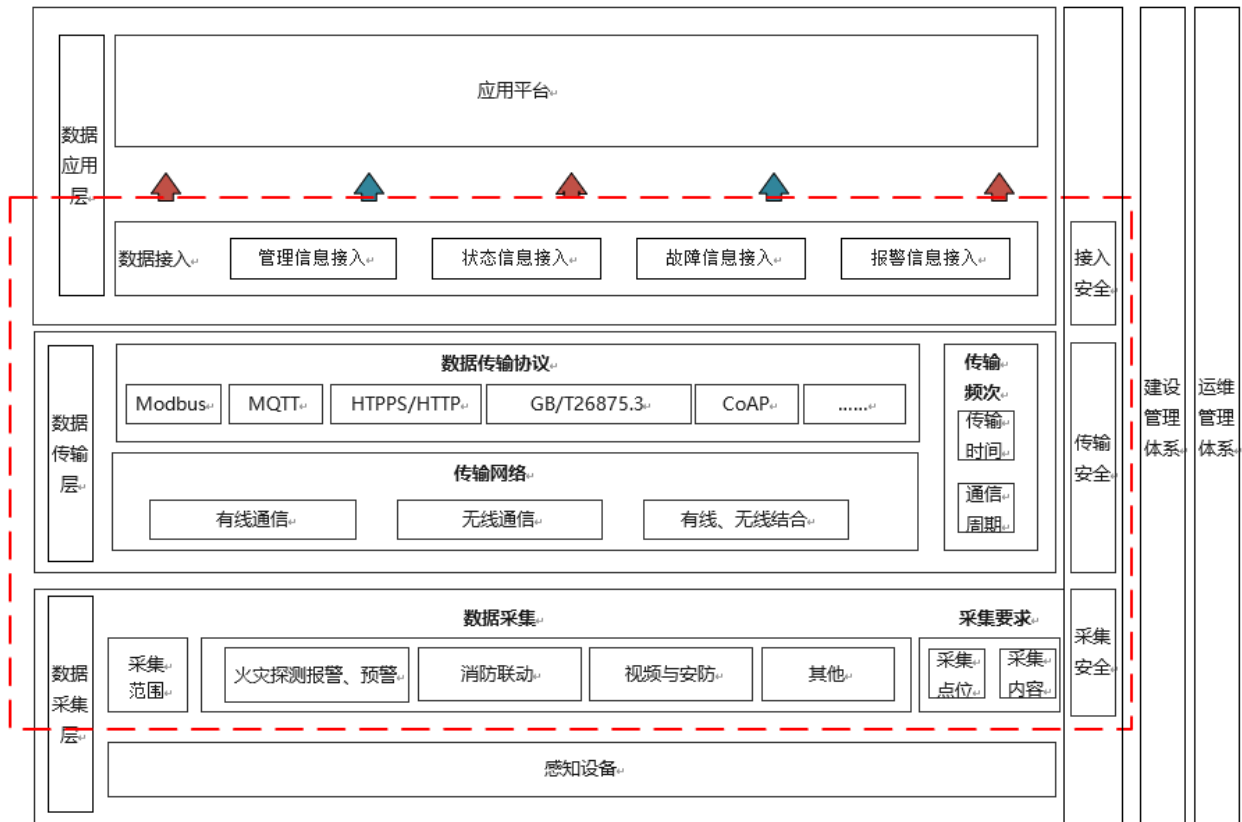 数据
应用
层
应用平台
数据接入
管理信息接入
状态信息接入
故障信息接入
报警信息接入
接入
安全
数据
传输
层
数据传输协议
Modbus
MQTT
HTPPS/HTTP
GB/T26875.3
CoAP
......
传输网络
有线通信
无线通信
有线、无线结合
传输
频次
传输
时间
通信
周期
传输
安全
数据
采集
层
数据采集
采集
范围
火灾探测报警、预警
消防联动
视频与安防
其他
采集要求
采集
点位
采集
内容
感知设备
采集
安全
建设
管理
体系
运维
管理
体系